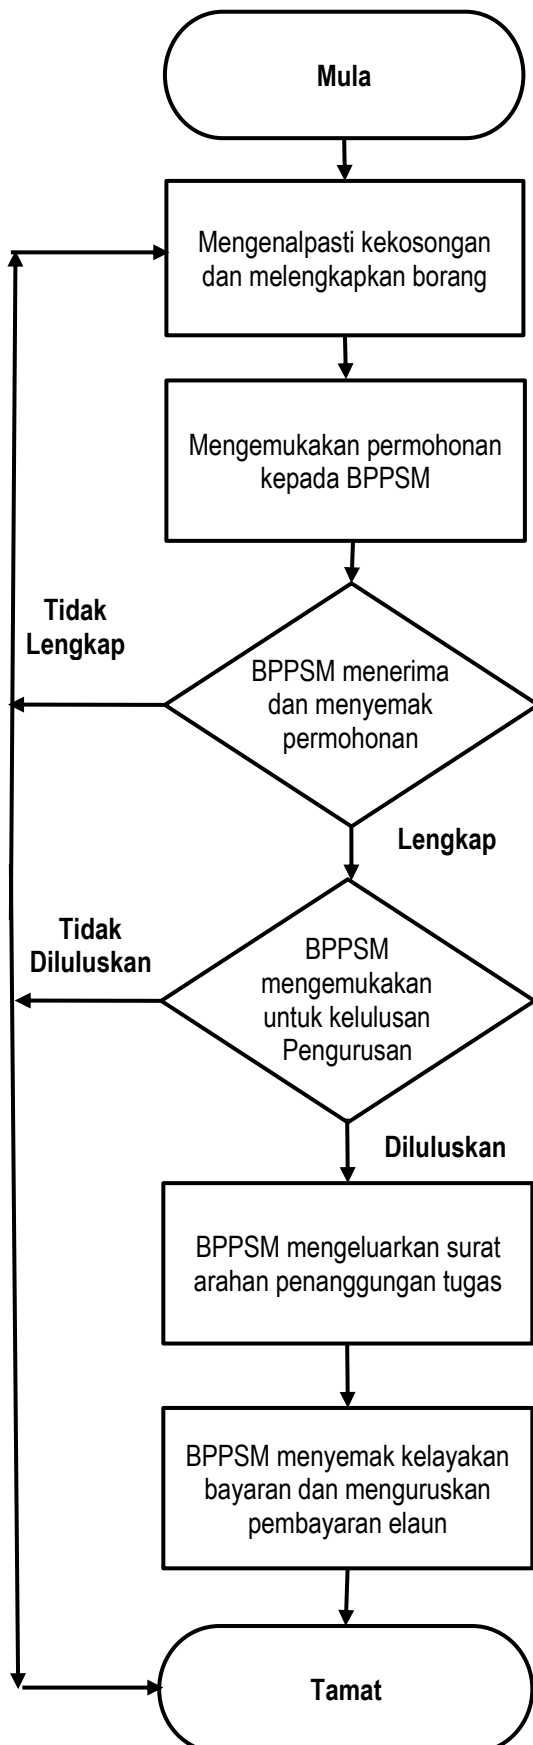 Mula
Mengenalpasti kekosongan
dan melengkapkan borang
Mengemukakan permohonan
kepada BPPSM
Tidak
Lengkap
BPPSM menerima
dan menyemak
permohonan
Lengkap
Tidak
Diluluskan
BPPSM
mengemukakan
untuk kelulusan
Pengurusan
Diluluskan
BPPSM mengeluarkan surat
arahan penanggungan tugas
BPPSM menyemak kelayakan
bayaran dan menguruskan
pembayaran elaun
Tamat